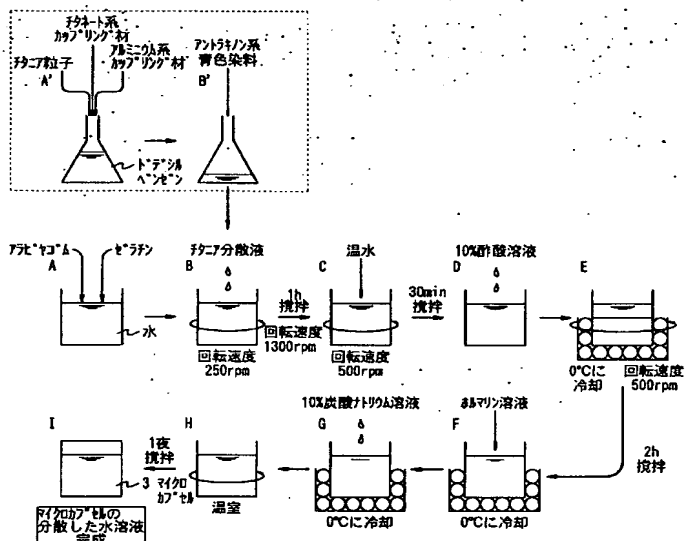 チタネート系
カップリング材
アルミニウム系
カップリング材
チタニア粒子
A'
アントラキノン系
青色染料
B'
ドデシル
ベンゼン
アラビヤゴム
ゼラチン
A
水
チタニア分散液
B
回転速度
250rpm
1h
撹拌
回転速度
1300rpm
温水
C
回転速度
500rpm
30min
撹拌
10%酢酸溶液
D
E
0°Cに
冷却
回転速度
500rpm
2h
撹拌
ホルマリン溶液
F
0°Cに冷却
10%炭酸ナトリウム溶液
G
0°Cに冷却
H
温室
1夜
撹拌
I
3 マイクロ
カプセル
マイクロカプセルの
分散した水溶液
完成